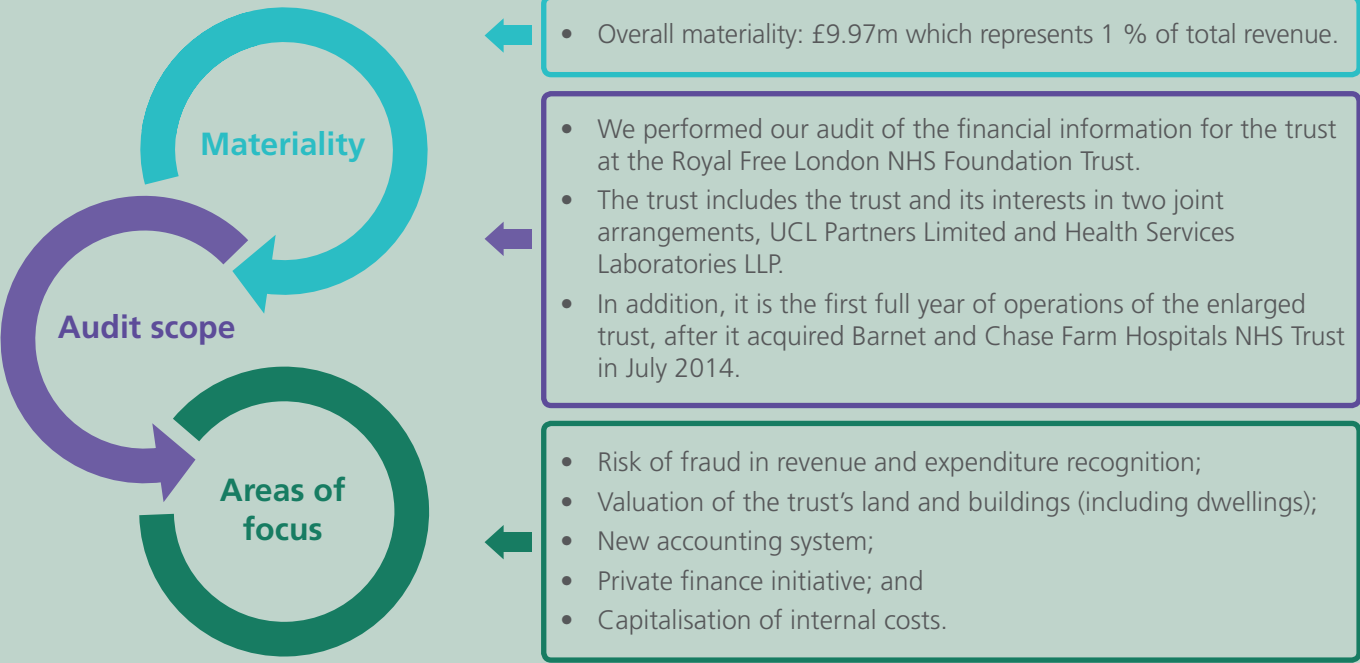 Materiality
• Overall materiality: £9.97m which represents 1 % of total revenue.
Audit scope
• We performed our audit of the financial information for the trust
at the Royal Free London NHS Foundation Trust.
• The trust includes the trust and its interests in two joint
arrangements, UCL Partners Limited and Health Services
Laboratories LLP.
• In addition, it is the first full year of operations of the enlarged
trust, after it acquired Barnet and Chase Farm Hospitals NHS Trust
in July 2014.
Areas of
focus
• Risk of fraud in revenue and expenditure recognition;
• Valuation of the trust’s land and buildings (including dwellings);
• New accounting system;
• Private finance initiative; and
• Capitalisation of internal costs.